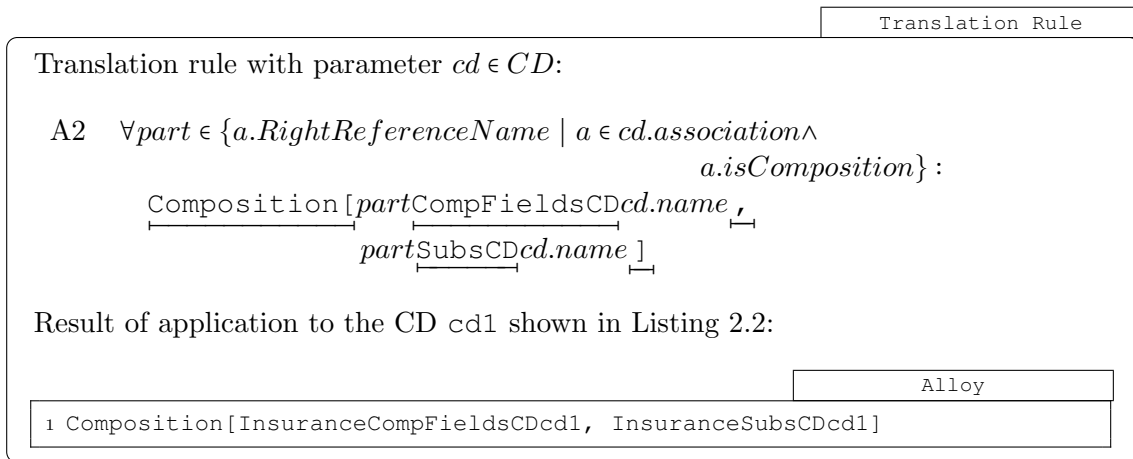 Translation Rule
Translation rule with parameter cd ∈ CD:
A2 ∀part ∈ {a.RightReferenceName | a ∈ cd.association∧
a.isComposition} :
Composition[partCompFieldsCDcd.name,
partSubsCDcd.name]
Result of application to the CD cd1 shown in Listing 2.2:
Alloy
1 Composition[InsuranceCompFieldsCDcd1, InsuranceSubsCDcd1]